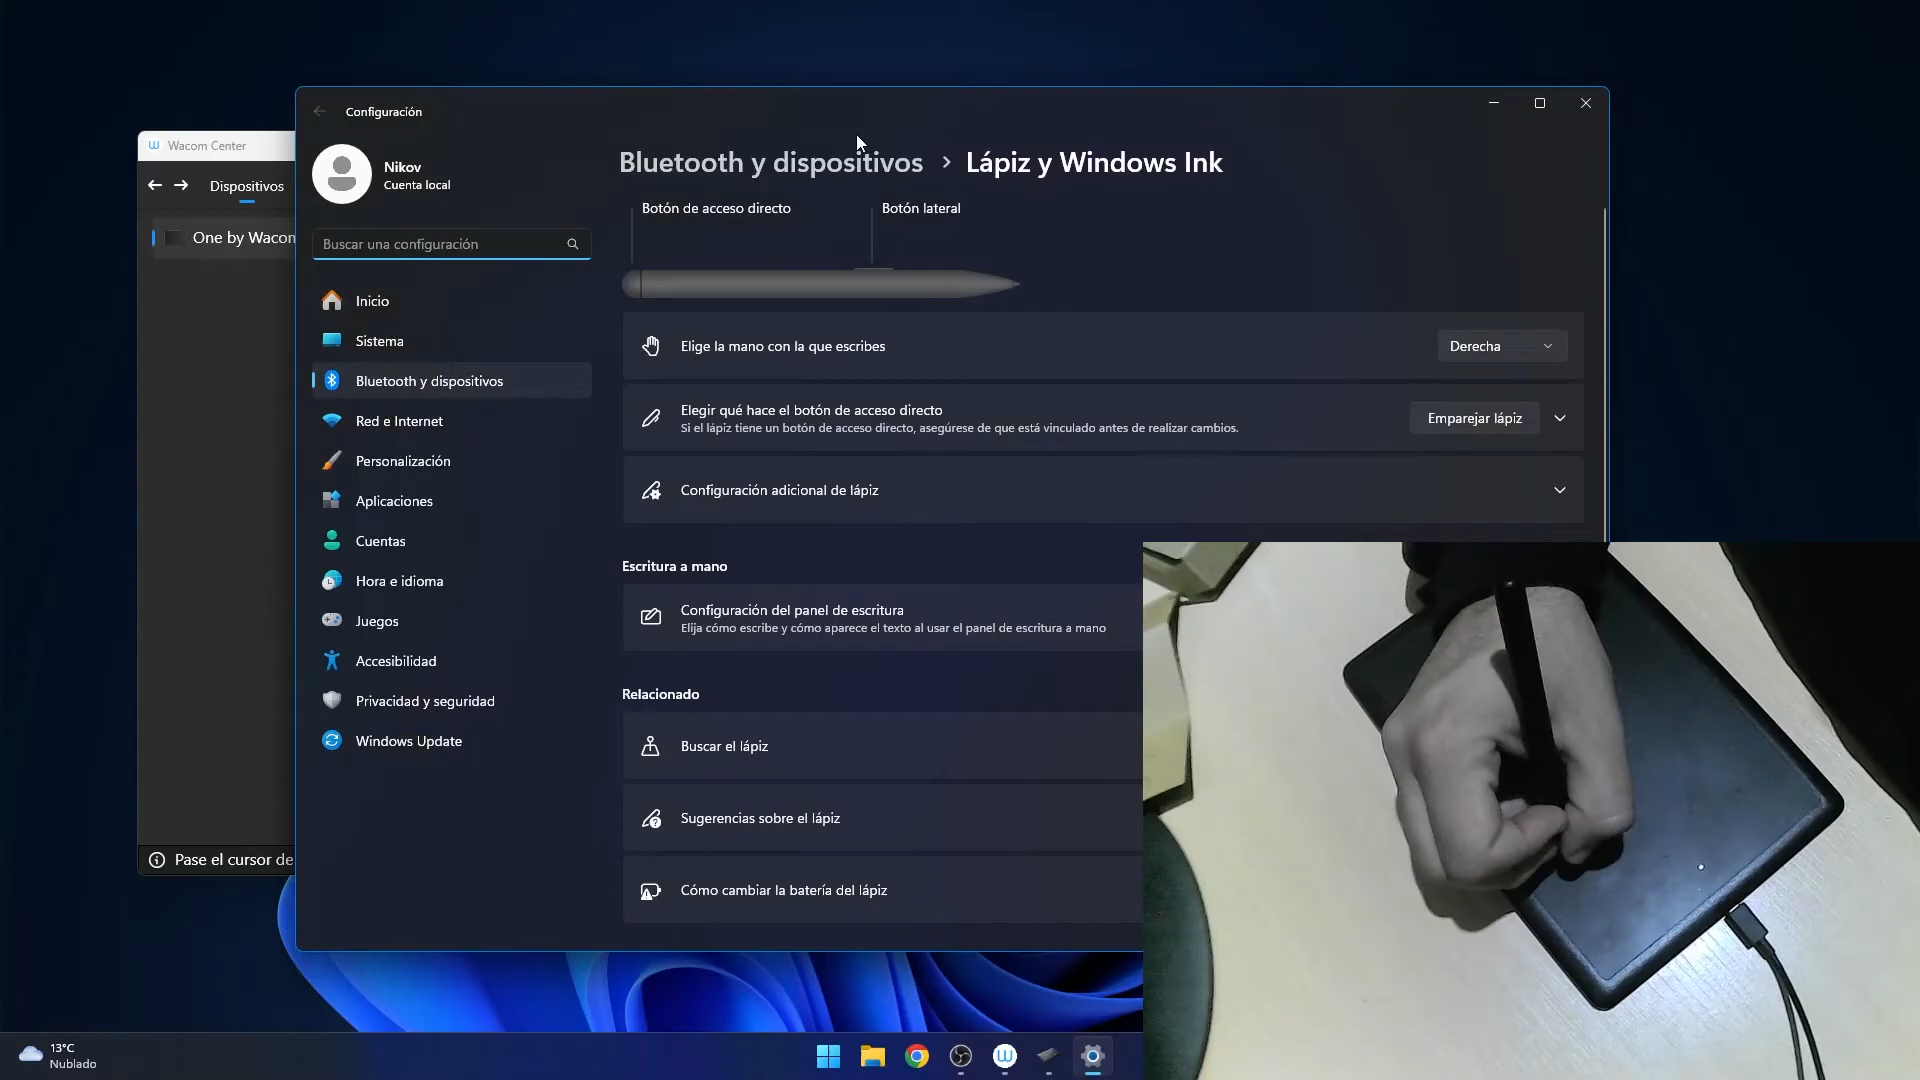 Wacom Center
Dispositivos
One by Wacom
Pase el cursor de
Configuración
Nikov
Cuenta local
Buscar una configuración
Inicio
Sistema
Bluetooth y dispositivos
Red e Internet
Personalización
Aplicaciones
Cuentas
Hora e idioma
Juegos
Accesibilidad
Privacidad y seguridad
Windows Update
Bluetooth y dispositivos > Lápiz y Windows Ink
Botón de acceso directo
Botón lateral
Elige la mano con la que escribes
Derecha
Elegir qué hace el botón de acceso directo
Si el lápiz tiene un botón de acceso directo, asegúrese de que está vinculado antes de realizar cambios.
Emparejar lápiz
Configuración adicional de lápiz
Escritura a mano
Configuración del panel de escritura
Elija cómo escribe y cómo aparece el texto al usar el panel de escritura a mano
Relacionado
Buscar el lápiz
Sugerencias sobre el lápiz
Cómo cambiar la batería del lápiz
13°C
Nublado